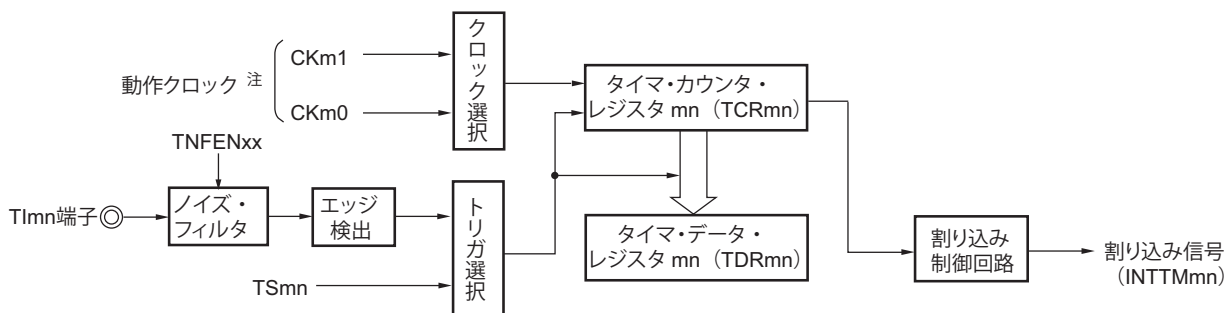 クロック選択
CKm1
動作クロック 注
CKm0
タイマ・カウンタ・
レジスタ mn（TCRmn）
TNFENxx
TImn端子
ノイズ・
フィルタ
エッジ
検出
トリガ選択
TSmn
タイマ・データ・
レジスタ mn（TDRmn）
割り込み
制御回路
割り込み信号
（INTTMmn）